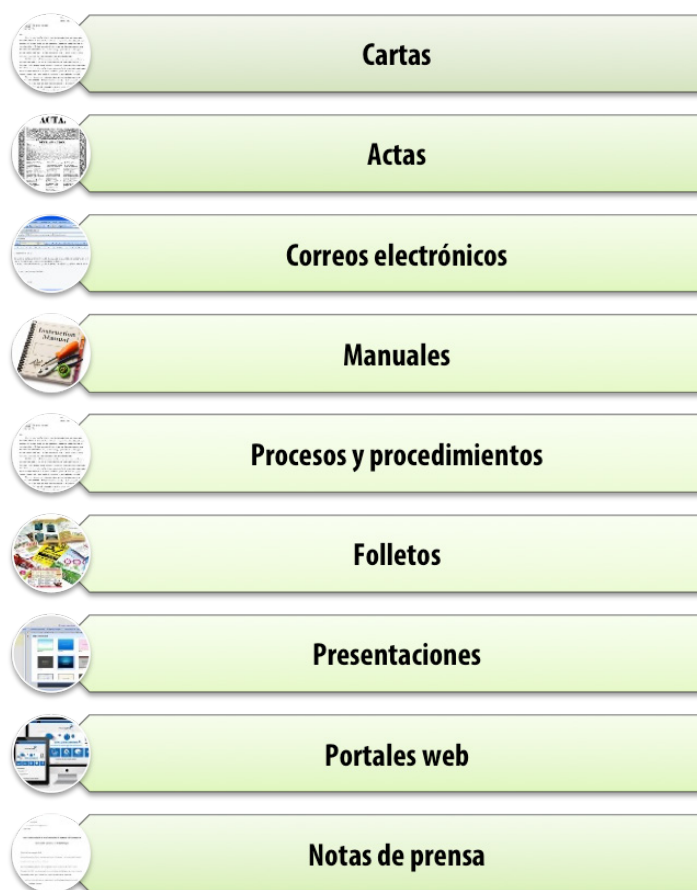 Cartas
ACTA.
Actas
Correos electrónicos
Instruction
Manual
Manuales
Procesos y procedimientos
Folletos
Presentaciones
Portales web
Notas de prensa